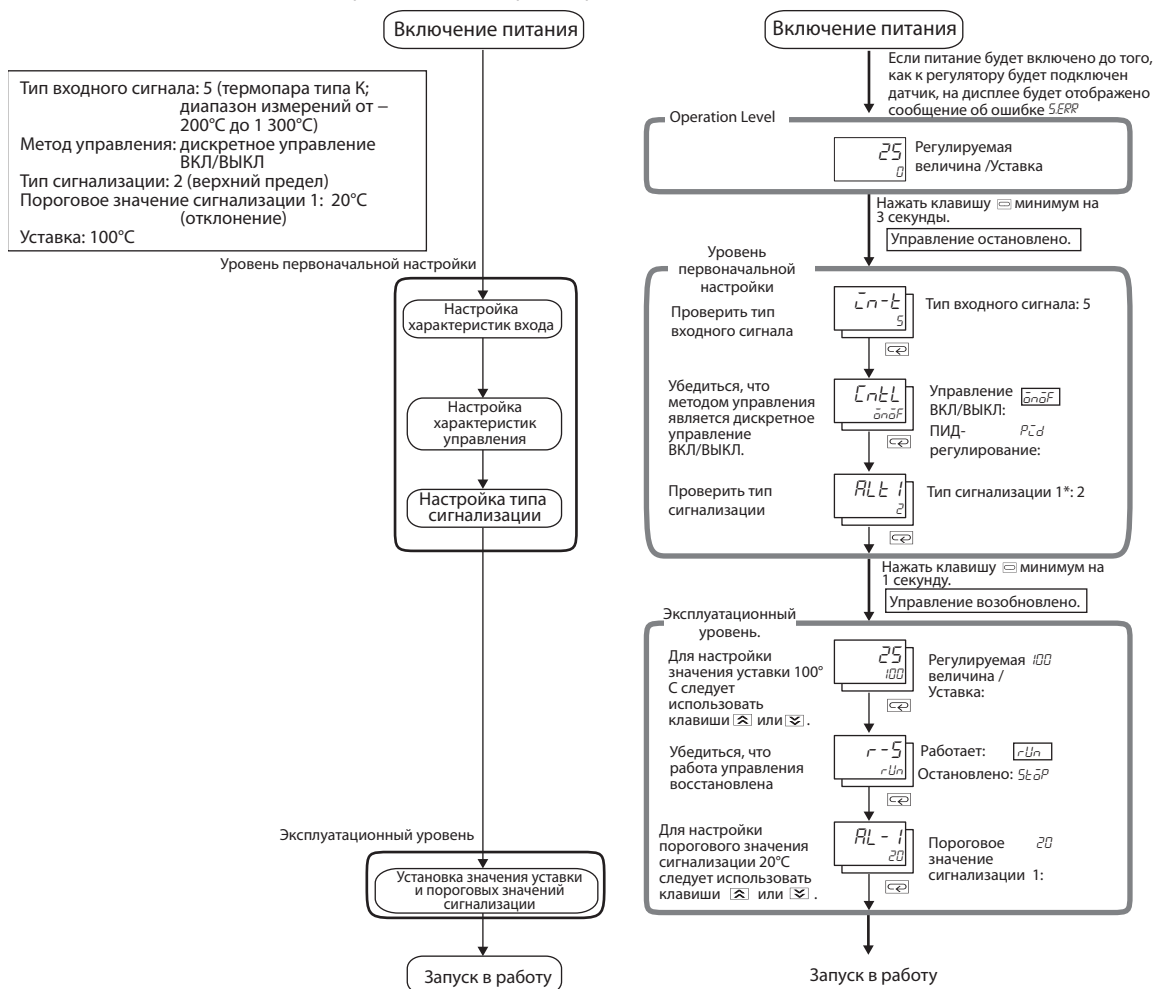 Включение питания
Тип входного сигнала: 5 (термопара типа K;
диапазон измерений от –
200°C до 1 300°C)
Метод управления: дискретное управление
ВКЛ/ВЫКЛ
Тип сигнализации: 2 (верхний предел)
Пороговое значение сигнализации 1: 20°C
(отклонение)
Уставка: 100°C
Уровень первоначальной настройки
Настройка
характеристик входа
Настройка
характеристик
управления
Настройка типа
сигнализации
Эксплуатационный уровень
Установка значения уставки
и пороговых значений
сигнализации
Запуск в работу
Включение питания
Если питание будет включено до того,
как к регулятору будет подключен
датчик, на дисплее будет отображено
сообщение об ошибке S.ERR
Operation Level
25
0
Регулируемая
величина /Уставка
Нажать клавишу минимум на
3 секунды.
Управление остановлено.
Уровень
первоначальной
настройки
Проверить тип
входного сигнала
in-t
5
Тип входного сигнала: 5
Убедиться, что
методом управления
является дискретное
управление
ВКЛ/ВЫКЛ.
CntL
onoF
Управление onoF
ВКЛ/ВЫКЛ:
ПИД- Pid
регулирование:
Проверить тип
сигнализации
ALt1
2
Тип сигнализации 1*: 2
Нажать клавишу минимум на
1 секунду.
Управление возобновлено.
Эксплуатационный
уровень.
Для настройки
значения уставки 100°
C следует
использовать
клавиши или .
25
100
Регулируемая 100
величина /
Уставка:
Убедиться, что
работа управления
восстановлена
r-S
rUn
Работает: rUn
Остановлено: StoP
Для настройки
порогового значения
сигнализации 20°C
следует использовать
клавиши или .
AL-1
20
Пороговое 20
значение
сигнализации 1:
Запуск в работу